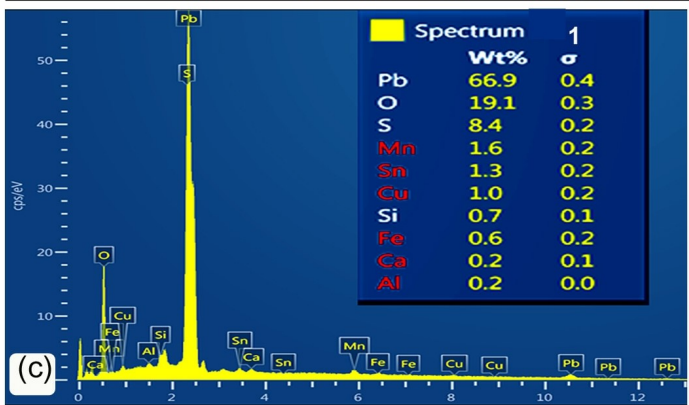 Spectrum 1
Wt% σ
Pb 66.9 0.4
O 19.1 0.3
S 8.4 0.2
Mn 1.6 0.2
Sn 1.3 0.2
Cu 1.0 0.2
Si 0.7 0.1
Fe 0.6 0.2
Ca 0.2 0.1
Al 0.2 0.0
cps/eV
50
40
30
20
10
Pb
S
O
Cu
Fe
Mn
Ca
Al
Si
Sn
Ca
Sn
Mn
Fe
Fe
Cu
Cu
Pb
Pb
Pb
0 2 4 6 8 10 12
(c)